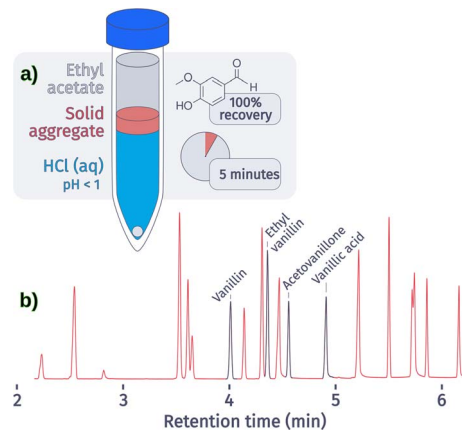 a)
Ethyl
acetate
Solid
aggregate
HCl (aq)
pH < 1
O
O
H
HO
100%
recovery
5 minutes
b)
Vanillin
Ethyl
vanillin
Acetovanillone
Vanillic acid
2 3 4 5 6
Retention time (min)